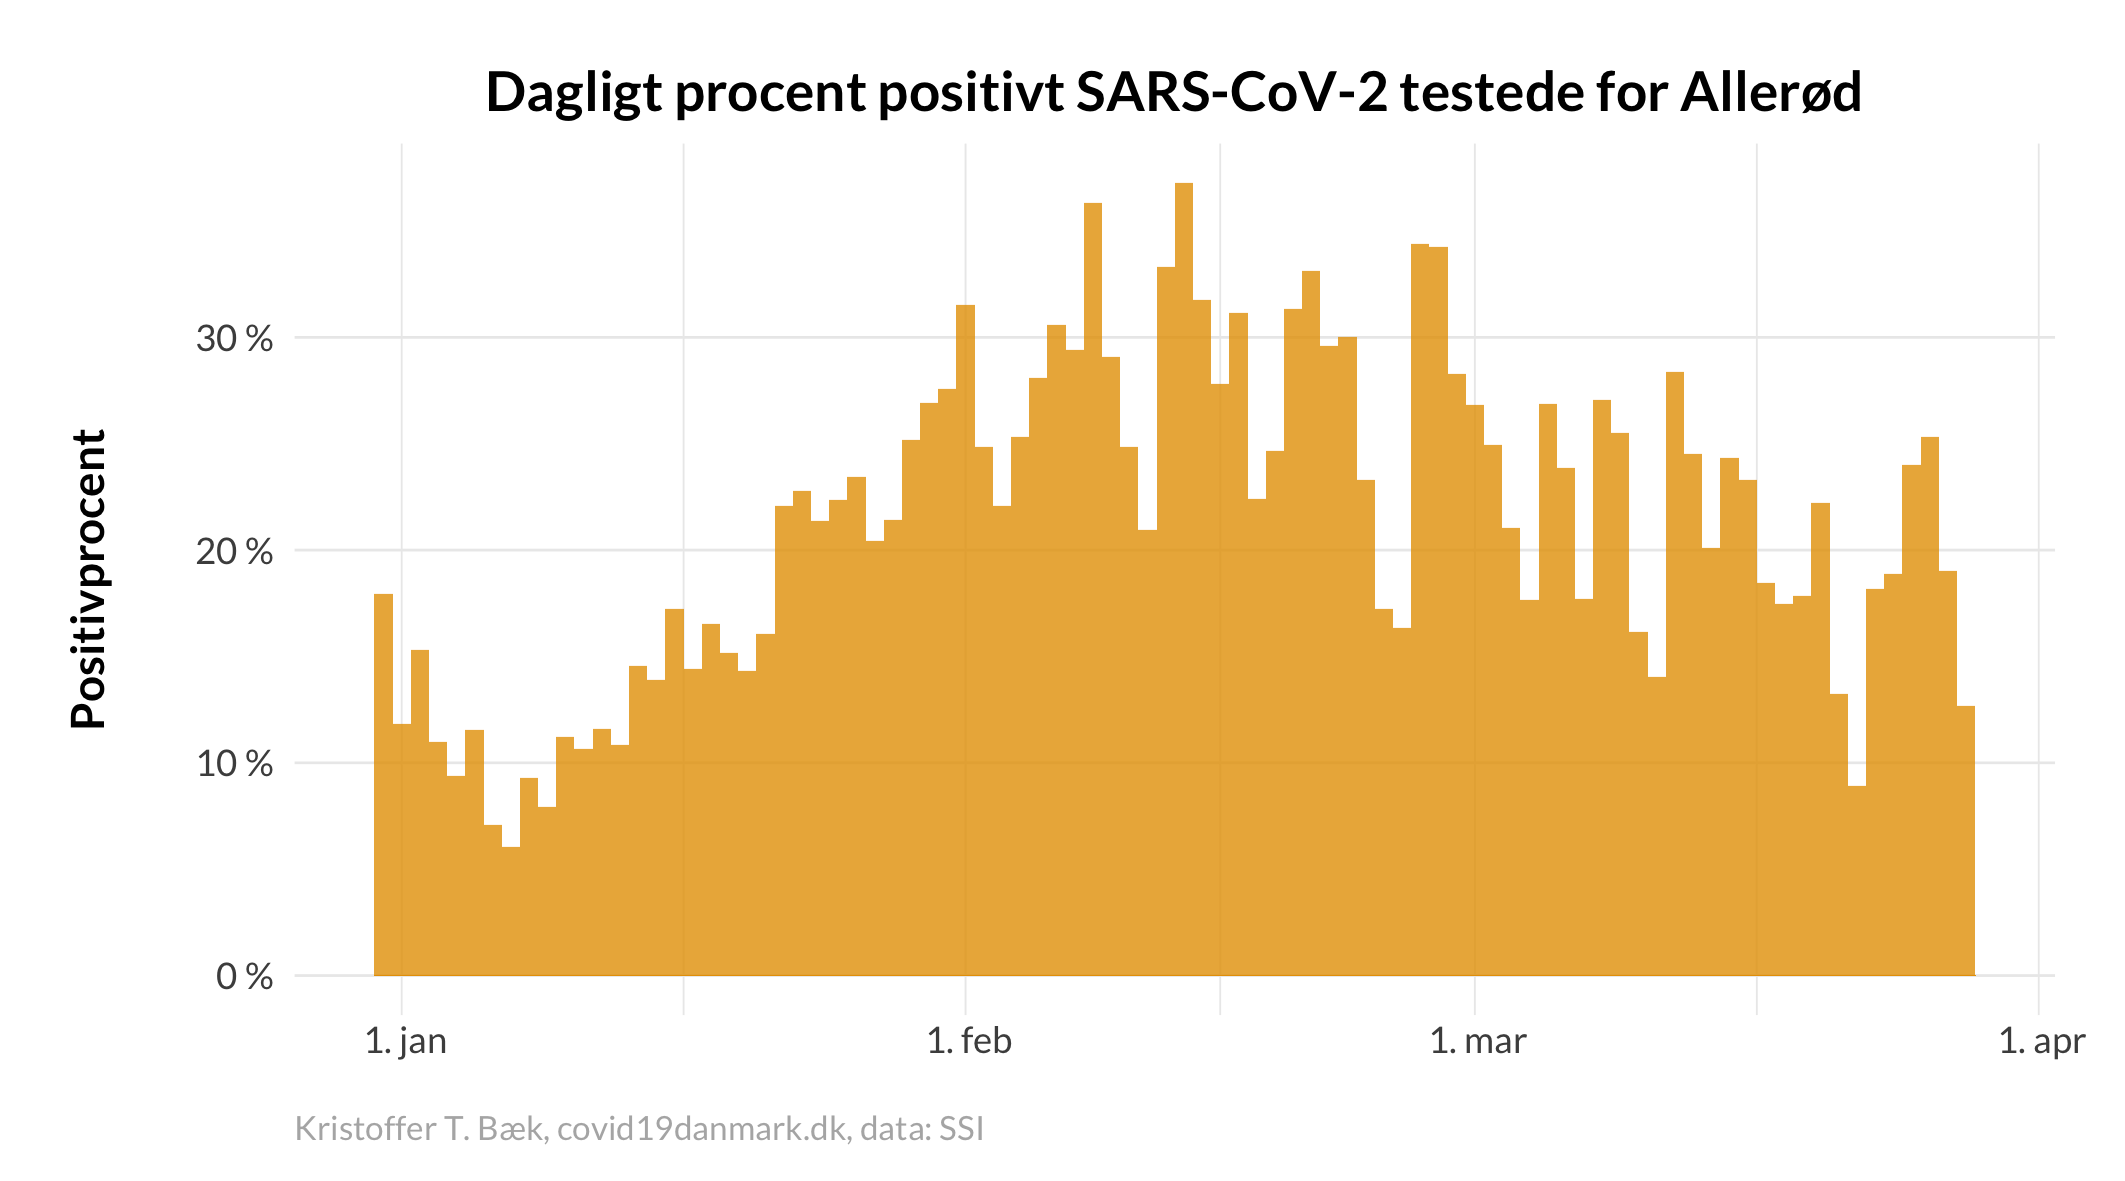 Dagligt procent positivt SARS-CoV-2 testede for Allerød
Positivprocent
30 %
20 %
10 %
0 %
1. jan
1. feb
1. mar
1. apr
Kristoffer T. Bæk, covid19danmark.dk, data: SSI